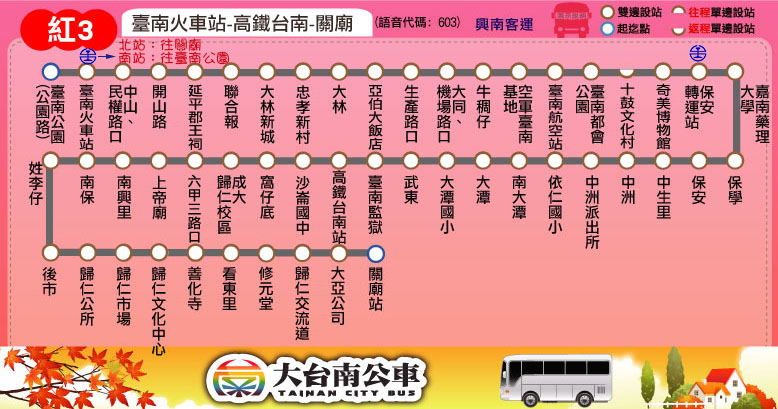 紅3
臺南火車站-高鐵台南-關廟
(語音代碼: 603)
興南客運
雙邊設站
往程單邊設站
起迄點
返程單邊設站
北站：往關廟
南站：往臺南公園
臺南公園(公園路)
臺南火車站
中山、民權路口
開山路
延平郡王祠
聯合報
大林新城
忠孝新村
大林
亞伯大飯店
生產路口
大同、機場路口
牛稠仔
空軍臺南基地
臺南航空站
臺南都會公園
十鼓文化村
奇美博物館
保安轉運站
嘉南藥理大學
姓李仔
南保
南興里
上帝廟
六甲三路口
成大歸仁校區
窩仔底
沙崙國中
高鐵台南站
臺南監獄
武東
大潭國小
大潭
南大潭
依仁國小
中洲派出所
中洲
中生里
保安
保學
後市
歸仁公所
歸仁市場
歸仁文化中心
善化寺
看東里
修元堂
歸仁交流道
大亞公司
關廟站
大台南公車
TAINAN CITY BUS